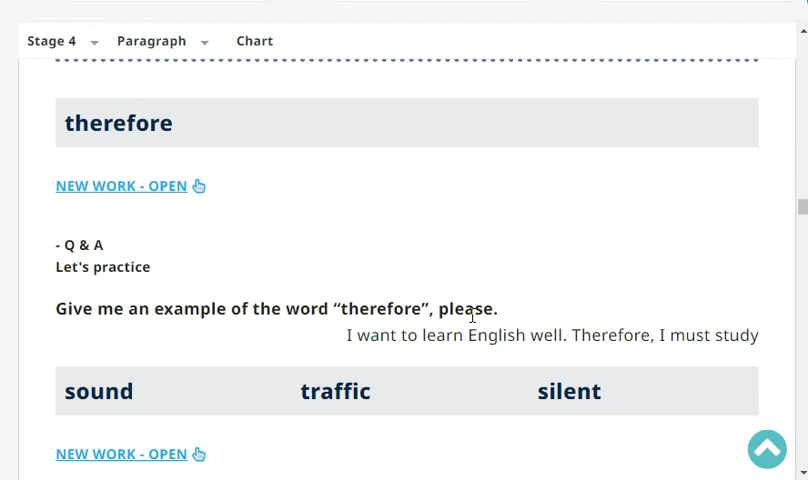 Stage 4 Paragraph Chart
therefore
NEW WORK - OPEN
- Q & A
Let's practice
Give me an example of the word “therefore”, please.
I want to learn English well. Therefore, I must study
sound traffic silent
NEW WORK - OPEN